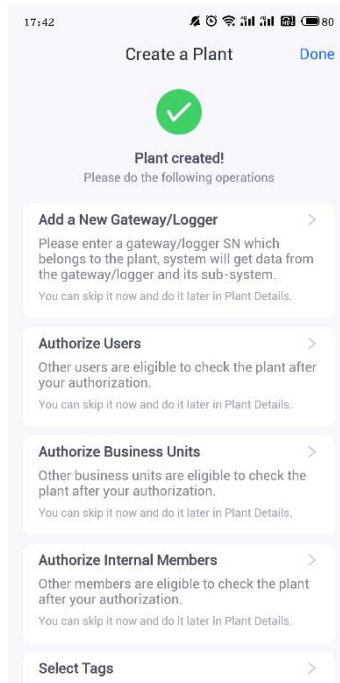 17:42
80
Create a Plant
Done
Plant created!
Please do the following operations
Add a New Gateway/Logger
Please enter a gateway/logger SN which
belongs to the plant, system will get data from
the gateway/logger and its sub-system.
You can skip it now and do it later in Plant Details.
Authorize Users
Other users are eligible to check the plant after
your authorization.
You can skip it now and do it later in Plant Details.
Authorize Business Units
Other business units are eligible to check the
plant after your authorization.
You can skip it now and do it later in Plant Details.
Authorize Internal Members
Other members are eligible to check the plant
after your authorization.
You can skip it now and do it later in Plant Details.
Select Tags